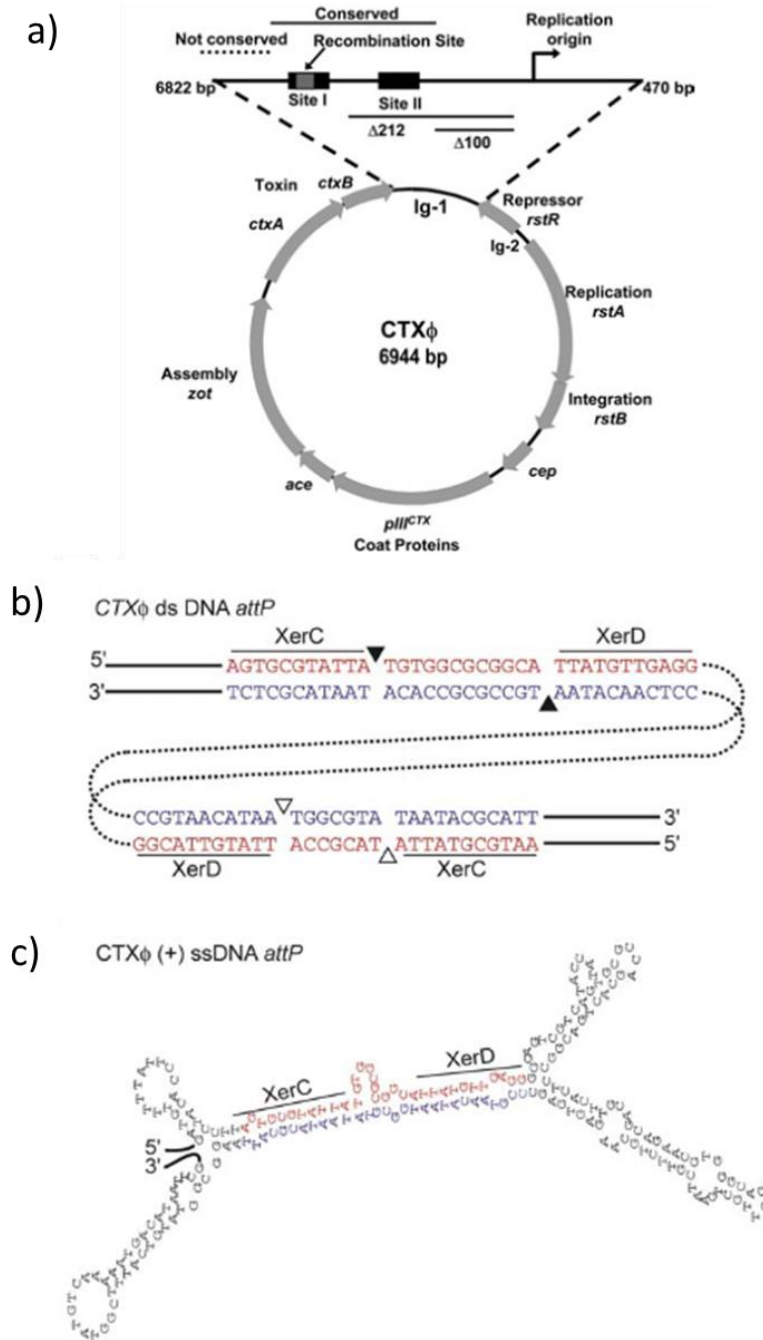 a)
Conserved
Not conserved
Recombination Site
Replication
origin
6822 bp
Site I
Site II
470 bp
Δ212
Δ100
Toxin
ctxB
ctxA
Ig-1
Repressor
rstR
Ig-2
CTXϕ
6944 bp
Replication
rstA
Assembly
zot
Integration
rstB
ace
cep
pIIIᶜᵀˣ
Coat Proteins
b)
CTXϕ ds DNA attP
XerC
XerD
5' AGTGCGTATTA TGTGGCGCGGCA TTATGTTGAGG
3' TCTCGCATAAT ACACCGCGCCGT AATACAACTCC
CCGTAACATAA TGGCGTA TAATACGCATT 3'
GGCATTGTATT ACCGCAT ATTATGCGTAA 5'
XerD
XerC
c)
CTXϕ (+) ssDNA attP
XerC
XerD
5'
3'